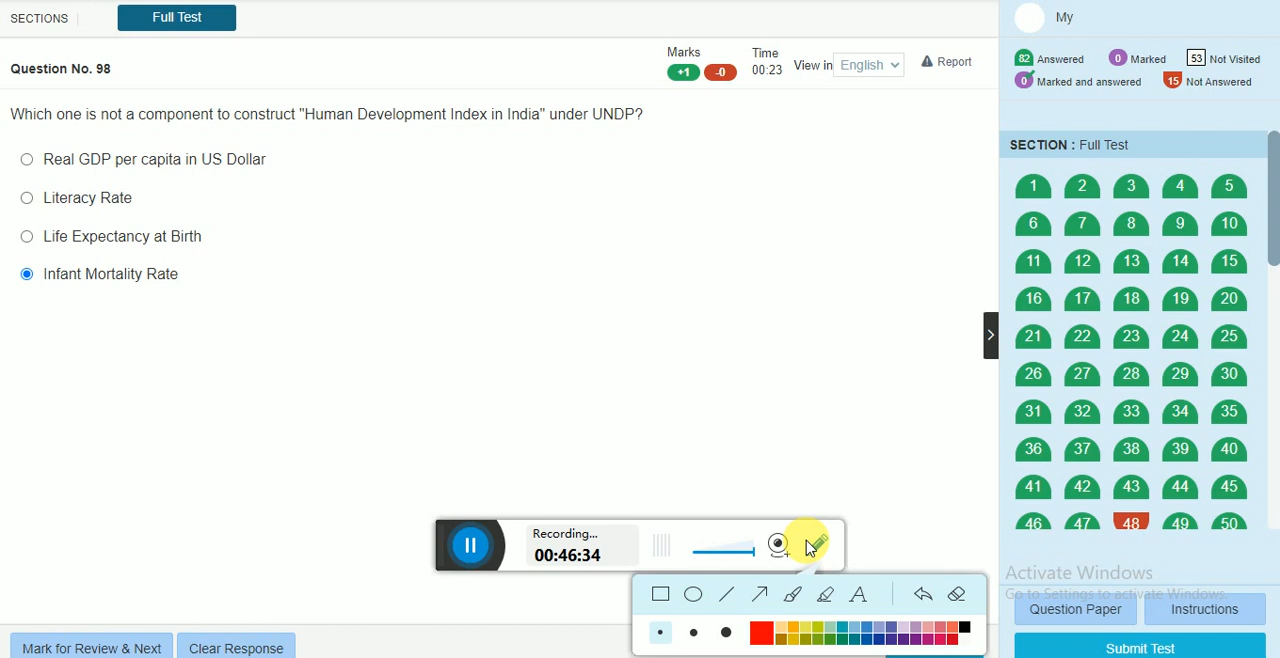 SECTIONS
Full Test
My
Question No. 98
Marks
+1 -0
Time
00:23
View in English
Report
82 Answered
0 Marked
53 Not Visited
0 Marked and answered
15 Not Answered
Which one is not a component to construct "Human Development Index in India" under UNDP?
Real GDP per capita in US Dollar
Literacy Rate
Life Expectancy at Birth
Infant Mortality Rate
SECTION : Full Test
1 2 3 4 5
6 7 8 9 10
11 12 13 14 15
16 17 18 19 20
21 22 23 24 25
26 27 28 29 30
31 32 33 34 35
36 37 38 39 40
41 42 43 44 45
46 47 48 49 50
Recording...
00:46:34
A
Activate Windows
Go to Settings to activate Windows.
Question Paper
Instructions
Mark for Review & Next
Clear Response
Submit Test